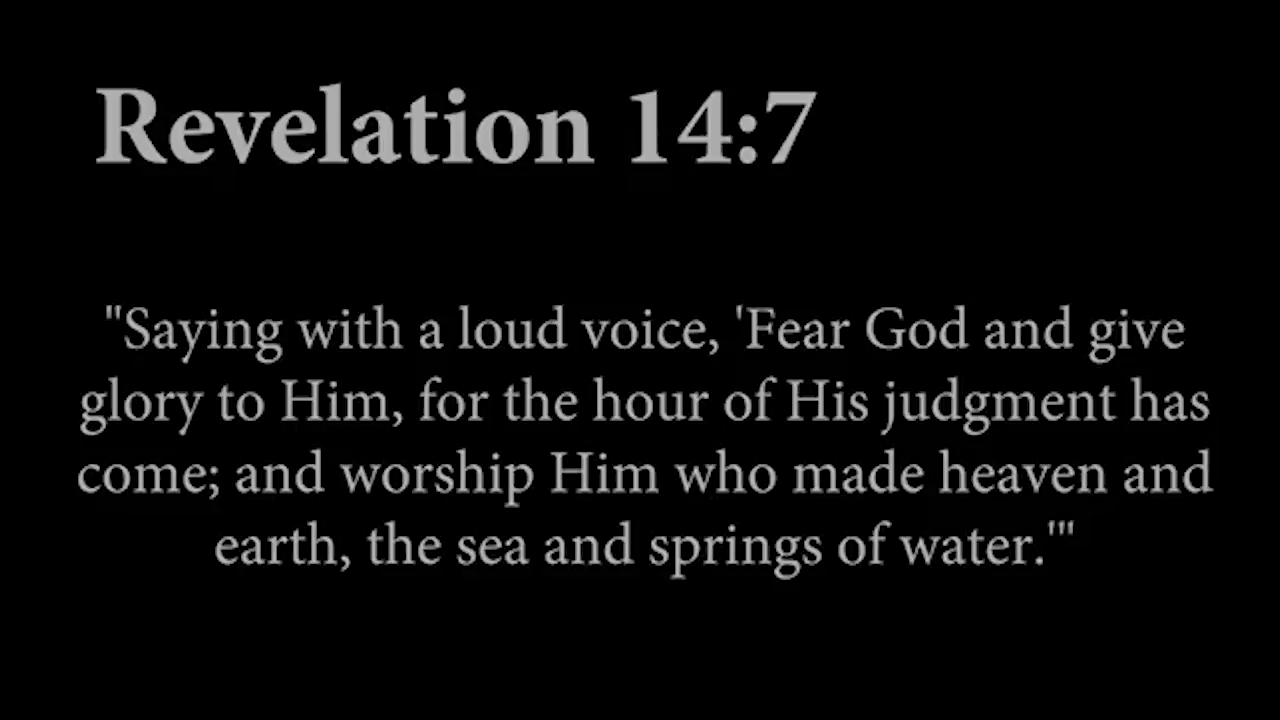 Revelation 14:7
"Saying with a loud voice, 'Fear God and give
glory to Him, for the hour of His judgment has
come; and worship Him who made heaven and
earth, the sea and springs of water.'"